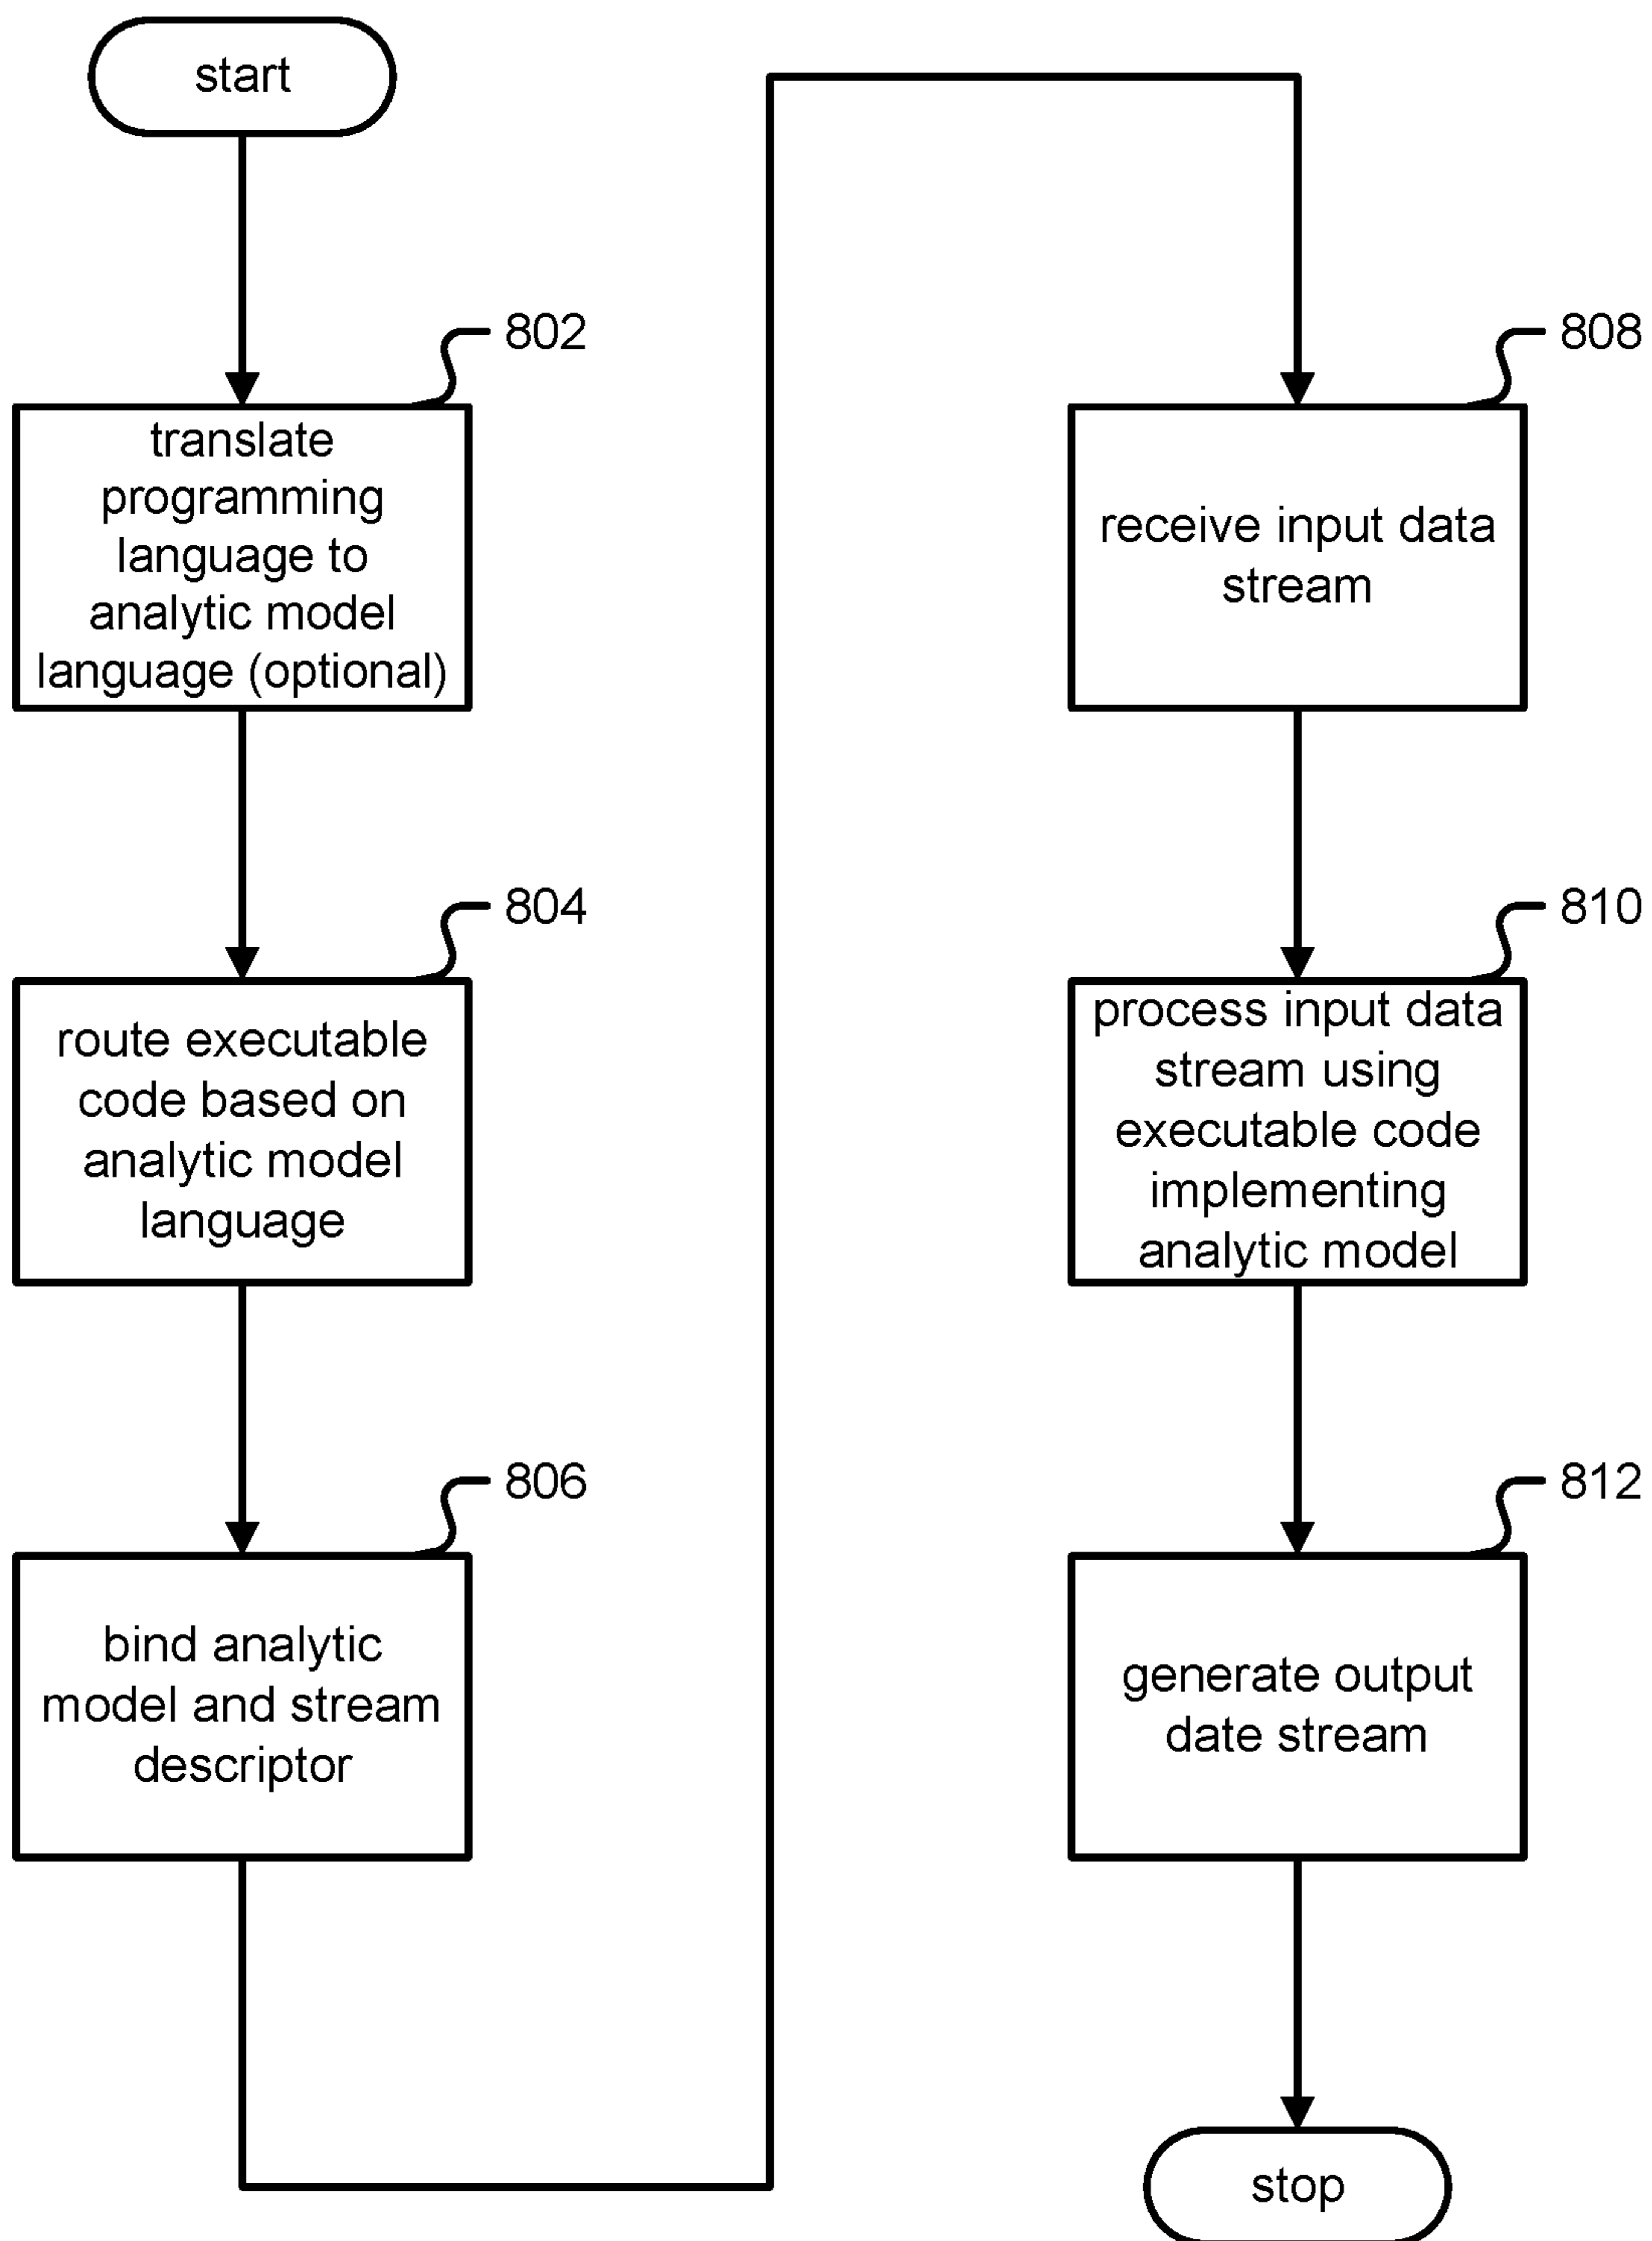 start
802
translate
programming
language to
analytic model
language (optional)
804
route executable
code based on
analytic model
language
806
bind analytic
model and stream
descriptor
808
receive input data
stream
810
process input data
stream using
executable code
implementing
analytic model
812
generate output
date stream
stop